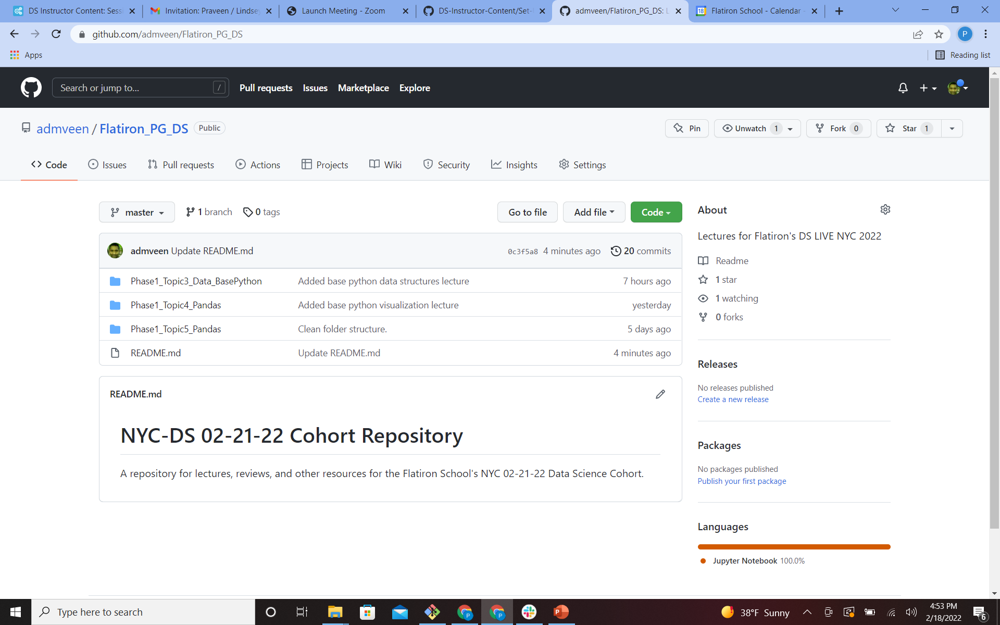 DS Instructor Content: Sess
Invitation: Praveen / Lindsey
Launch Meeting - Zoom
DS-Instructor-Content/Set-
admveen/Flatiron_PG_DS: L
18
Flatiron School - Calendar -
github.com/admveen/Flatiron_PG_DS
P
Apps
Reading list
Search or jump to...
/
Pull requests
Issues
Marketplace
Explore
admveen / Flatiron_PG_DS
Public
Pin
Unwatch 1
Fork 0
Star 1
Code
Issues
Pull requests
Actions
Projects
Wiki
Security
Insights
Settings
master
1 branch
0 tags
Go to file
Add file
Code
admveen Update README.md
0c3f5a8 4 minutes ago
20 commits
Phase1_Topic3_Data_BasePython
Added base python data structures lecture
7 hours ago
Phase1_Topic4_Pandas
Added base python visualization lecture
yesterday
Phase1_Topic5_Pandas
Clean folder structure.
5 days ago
README.md
Update README.md
4 minutes ago
README.md
NYC-DS 02-21-22 Cohort Repository
A repository for lectures, reviews, and other resources for the Flatiron School's NYC 02-21-22 Data Science Cohort.
About
Lectures for Flatiron's DS LIVE NYC 2022
Readme
1 star
1 watching
0 forks
Releases
No releases published
Create a new release
Packages
No packages published
Publish your first package
Languages
Jupyter Notebook 100.0%
Type here to search
P
P
P
38°F Sunny
4:53 PM
2/18/2022
6